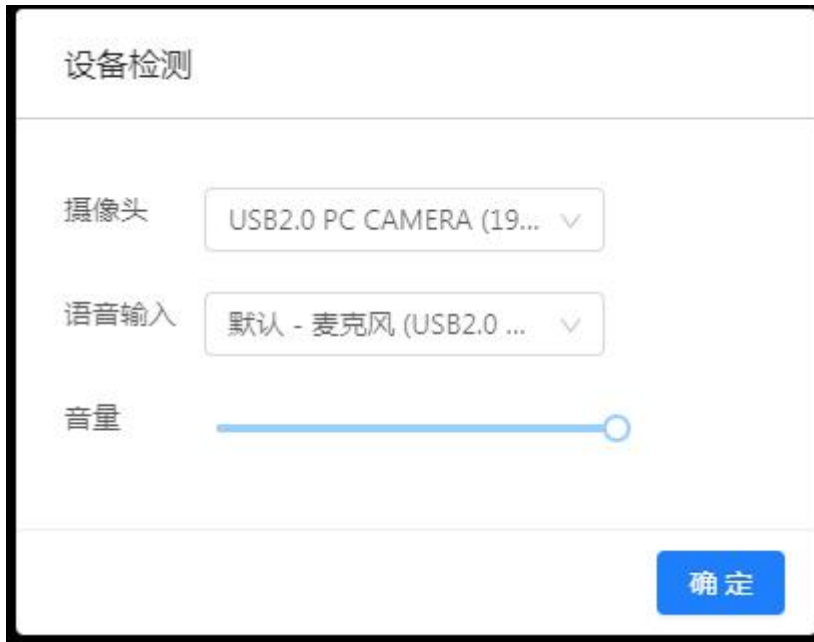 设备检测
摄像头
USB2.0 PC CAMERA (19...
语音输入
默认 - 麦克风 (USB2.0 ...
音量
确 定